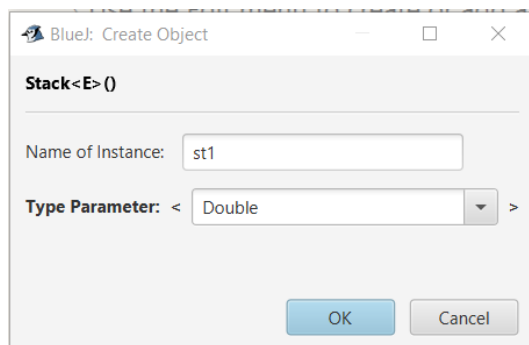 BlueJ: Create Object
Stack<E>()
Name of Instance: st1
Type Parameter: < Double >
OK Cancel